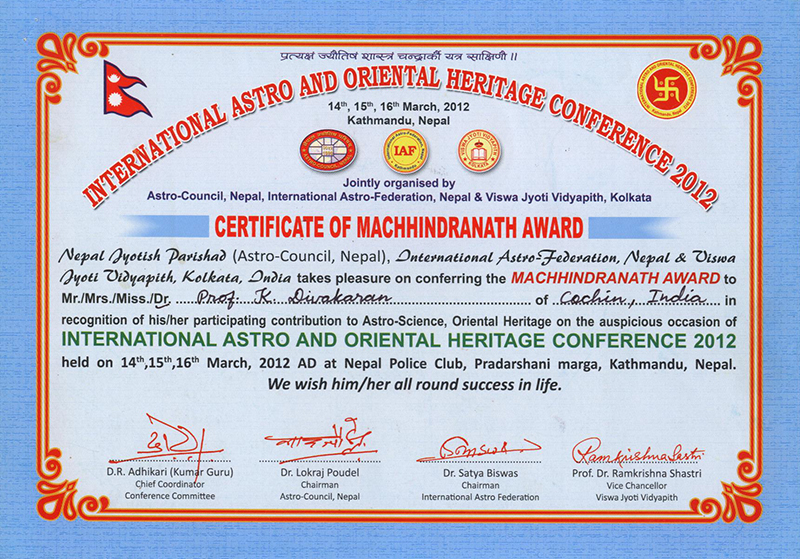 प्रत्यक्षं ज्यौतिषं शास्त्रं चन्द्रार्कौ यत्र साक्षिणौ ।।
INTERNATIONAL ASTRO AND ORIENTAL HERITAGE CONFERENCE 2012
14th, 15th, 16th March, 2012
Kathmandu, Nepal
IAF
Jointly organised by
Astro-Council, Nepal, International Astro-Federation, Nepal & Viswa Jyoti Vidyapith, Kolkata
CERTIFICATE OF MACHHINDRANATH AWARD
Nepal Jyotish Parishad (Astro-Council, Nepal), International Astro-Federation, Nepal & Viswa
Jyoti Vidyapith, Kolkata, India takes pleasure on conferring the MACHHINDRANATH AWARD to
Mr./Mrs./Miss./Dr. Prof. K. Divakaran of Cochin, India in
recognition of his/her participating contribution to Astro-Science, Oriental Heritage on the auspicious occasion of
INTERNATIONAL ASTRO AND ORIENTAL HERITAGE CONFERENCE 2012
held on 14th,15th,16th March, 2012 AD at Nepal Police Club, Pradarshani marga, Kathmandu, Nepal.
We wish him/her all round success in life.
Ramkrishna Sastri
D.R. Adhikari (Kumar Guru)
Chief Coordinator
Conference Committee
Dr. Lokraj Poudel
Chairman
Astro-Council, Nepal
Dr. Satya Biswas
Chairman
International Astro Federation
Prof. Dr. Ramkrishna Shastri
Vice Chancellor
Viswa Jyoti Vidyapith